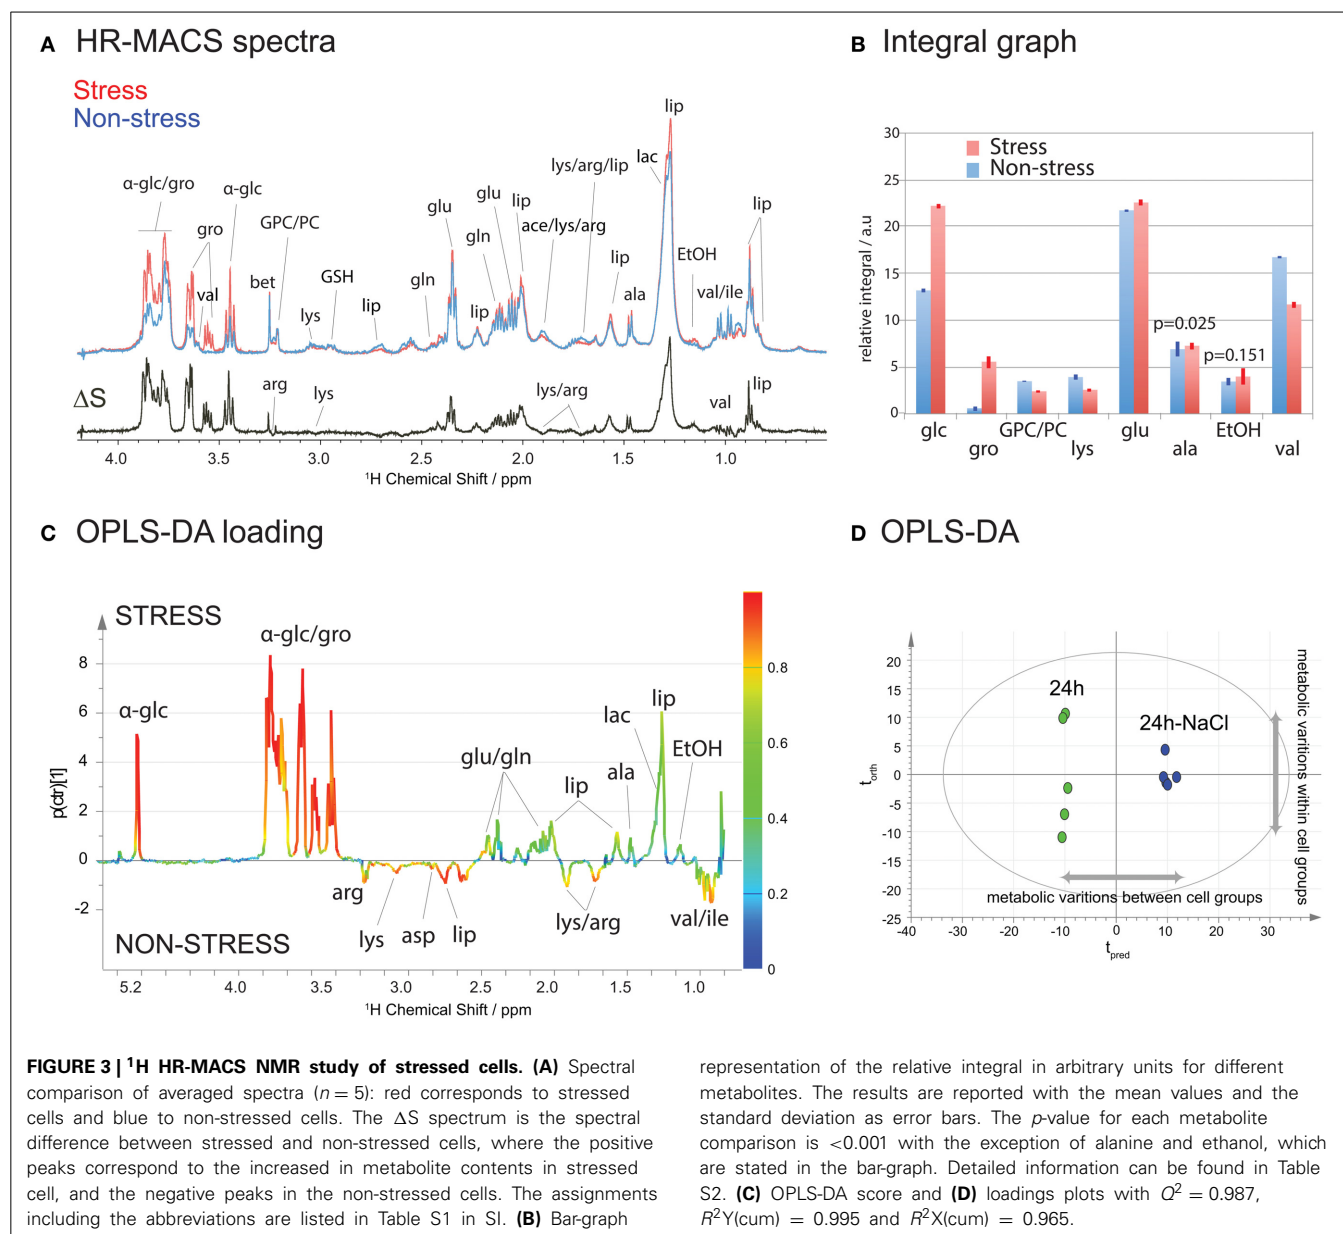 A HR-MACS spectra
Stress
Non-stress
lip
lac
lys/arg/lip
α-glc/gro
α-glc
glu
glu
lip
lip
GPC/PC
ace/lys/arg
gro
gln
EtOH
bet
GSH
gln
lip
val
lip
ala
val/ile
lys
lip
ΔS
arg
lys
lys/arg
val
lip
4.0 3.5 3.0 2.5 2.0 1.5 1.0
¹H Chemical Shift / ppm
B Integral graph
30
25
20
15
10
5
0
relative integral / a.u
Stress
Non-stress
p=0.025
p=0.151
glc gro GPC/PC lys glu ala EtOH val
C OPLS-DA loading
STRESS
α-glc/gro
α-glc
lip
lac
EtOH
glu/gln
lip
ala
8
6
4
2
0
-2
p(ctr)[1]
arg
lys
asp
lip
lys/arg
val/ile
NON-STRESS
5.2 4.0 3.5 3.0 2.5 2.0 1.5 1.0
¹H Chemical Shift / ppm
0.8
0.6
0.4
0.2
0
D OPLS-DA
20
15
10
5
0
-5
-10
-15
-20
-25
t_orth
24h
24h-NaCl
metabolic varitions within cell groups
metabolic varitions between cell groups
-40 -30 -20 -10 0 10 20 30
t_pred
FIGURE 3 | ¹H HR-MACS NMR study of stressed cells. (A) Spectral
comparison of averaged spectra (n = 5): red corresponds to stressed
cells and blue to non-stressed cells. The ΔS spectrum is the spectral
difference between stressed and non-stressed cells, where the positive
peaks correspond to the increased in metabolite contents in stressed
cell, and the negative peaks in the non-stressed cells. The assignments
including the abbreviations are listed in Table S1 in SI. (B) Bar-graph
representation of the relative integral in arbitrary units for different
metabolites. The results are reported with the mean values and the
standard deviation as error bars. The p-value for each metabolite
comparison is <0.001 with the exception of alanine and ethanol, which
are stated in the bar-graph. Detailed information can be found in Table
S2. (C) OPLS-DA score and (D) loadings plots with Q² = 0.987,
R²Y(cum) = 0.995 and R²X(cum) = 0.965.